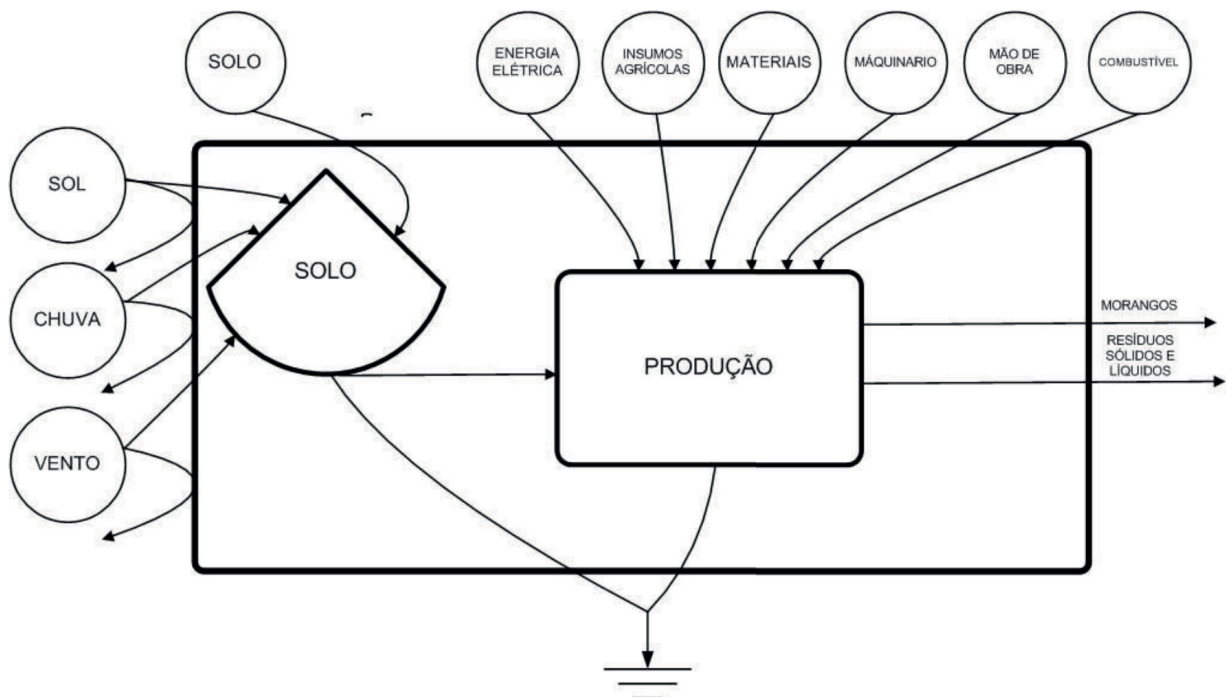 SOLO
ENERGIA
ELÉTRICA
INSUMOS
AGRÍCOLAS
MATERIAIS
MÁQUINARIO
MÃO DE
OBRA
COMBUSTÍVEL
SOL
CHUVA
VENTO
SOLO
PRODUÇÃO
MORANGOS
RESÍDUOS
SÓLIDOS E
LÍQUIDOS